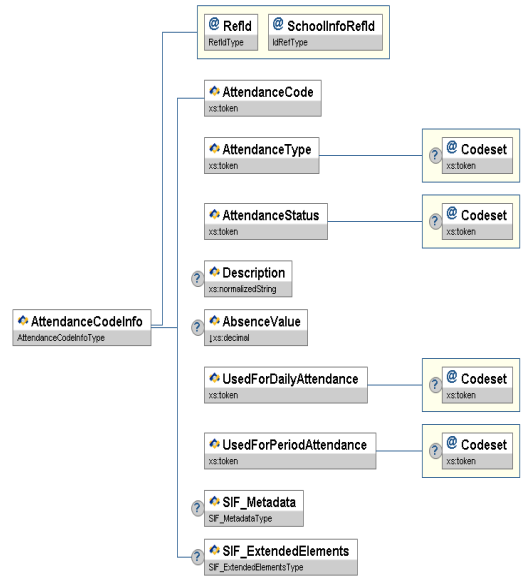 @ RefId
RefIdType
@ SchoolInfoRefId
IdRefType
AttendanceCode
xs:token
AttendanceType
xs:token
? @ Codeset
xs:token
AttendanceStatus
xs:token
? @ Codeset
xs:token
? Description
xs:normalizedString
AttendanceCodeInfo
AttendanceCodeInfoType
? AbsenceValue
xs:decimal
UsedForDailyAttendance
xs:token
? @ Codeset
xs:token
UsedForPeriodAttendance
xs:token
? @ Codeset
xs:token
? SIF_Metadata
SIF_MetadataType
? SIF_ExtendedElements
SIF_ExtendedElementsType